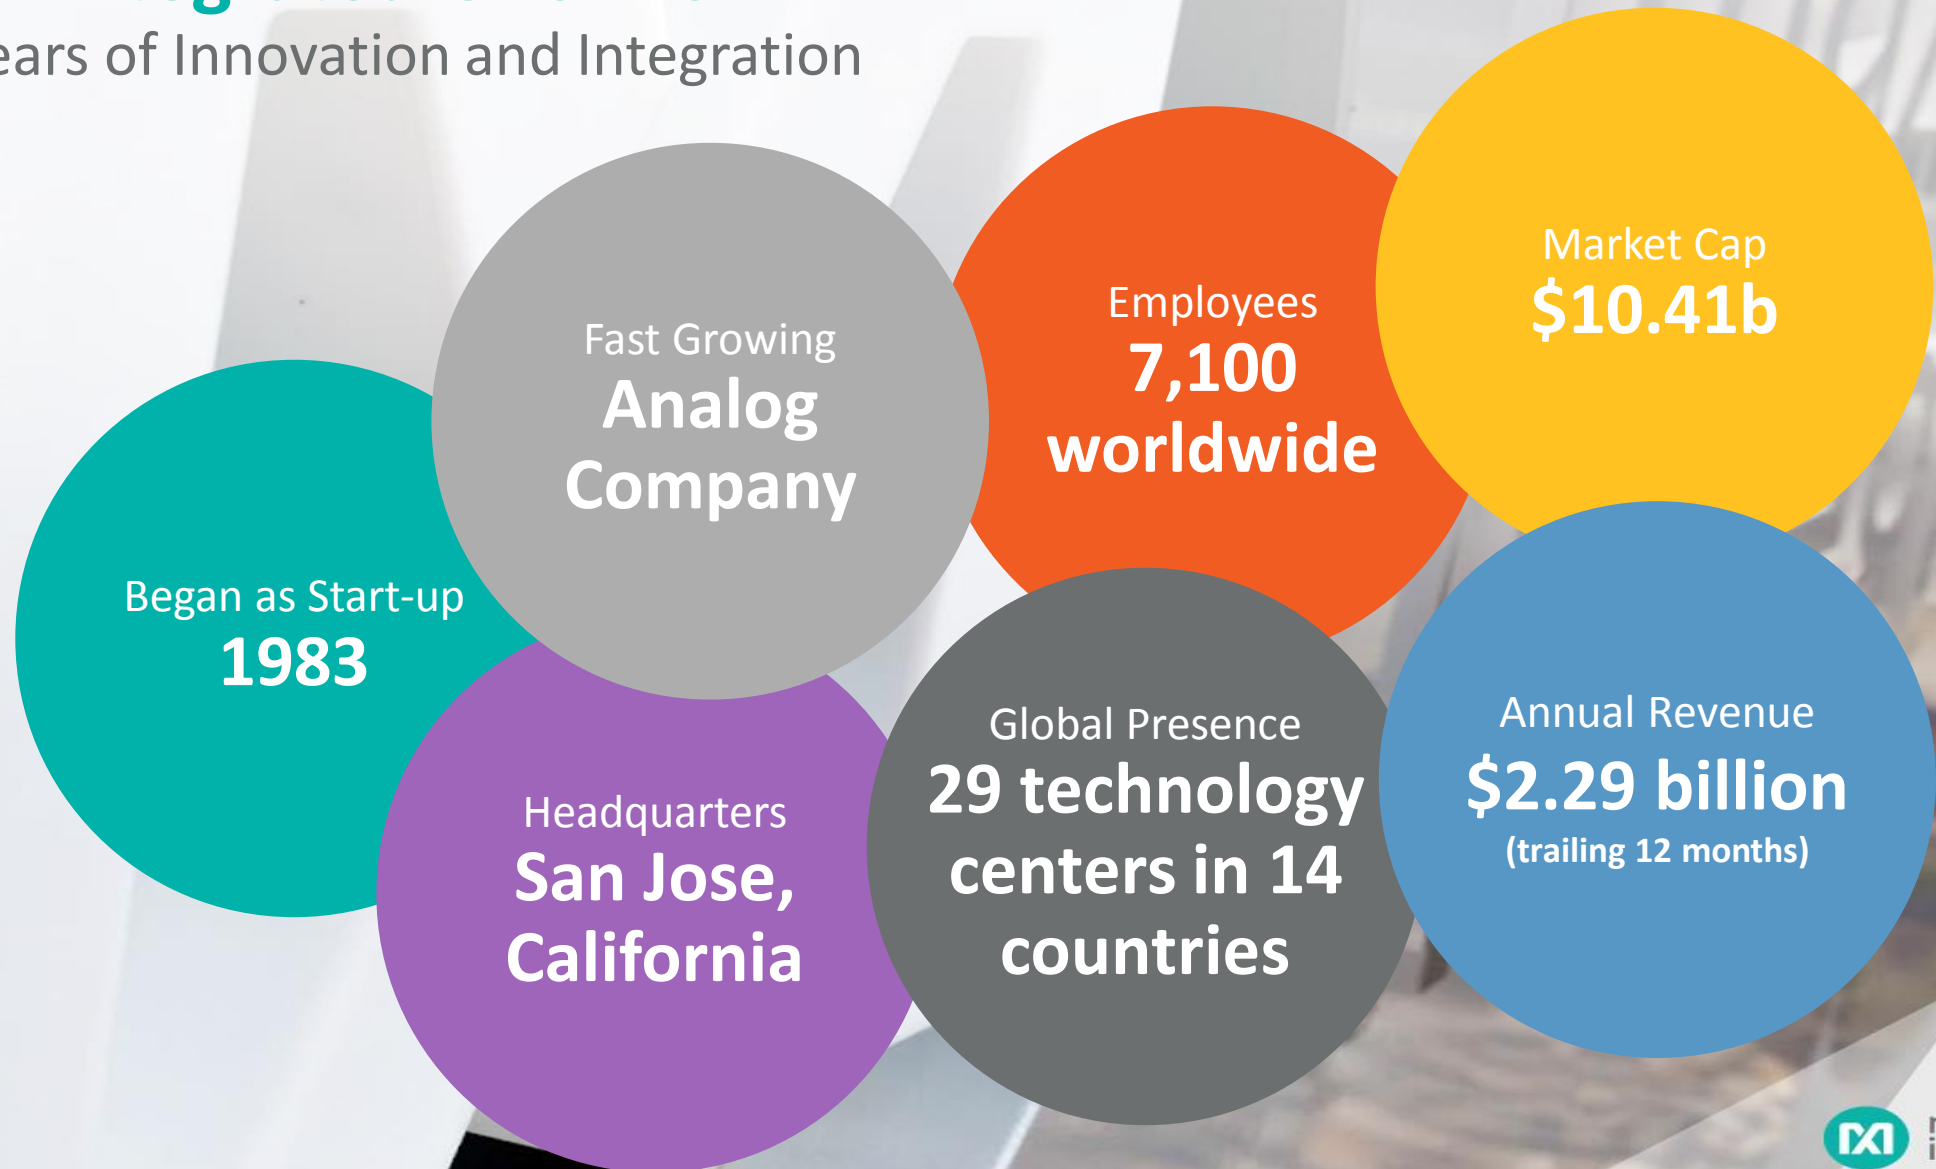 ears of Innovation and Integration
Began as Start-up
1983
Fast Growing
Analog
Company
Headquarters
San Jose,
California
Employees
7,100
worldwide
Global Presence
29 technology
centers in 14
countries
Market Cap
$10.41b
Annual Revenue
$2.29 billion
(trailing 12 months)